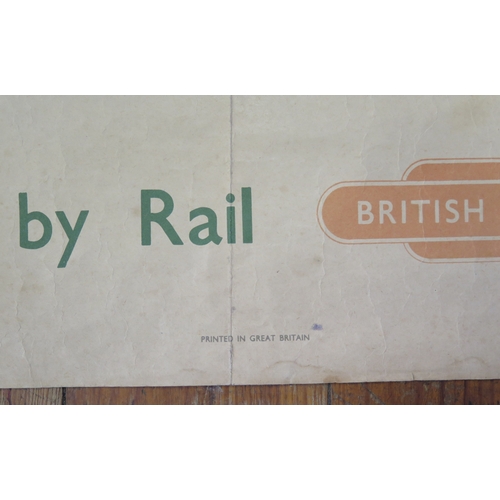 by Rail
BRITISH
PRINTED IN GREAT BRITAIN